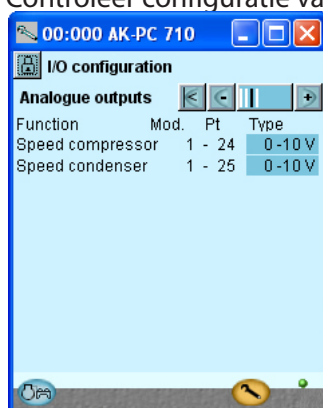 Controleer configuratie va
00:000 AK-PC 710
I/O configuration
Analogue outputs
Function Mod. Pt Type
Speed compressor 1 - 24 0-10 V
Speed condenser 1 - 25 0-10 V